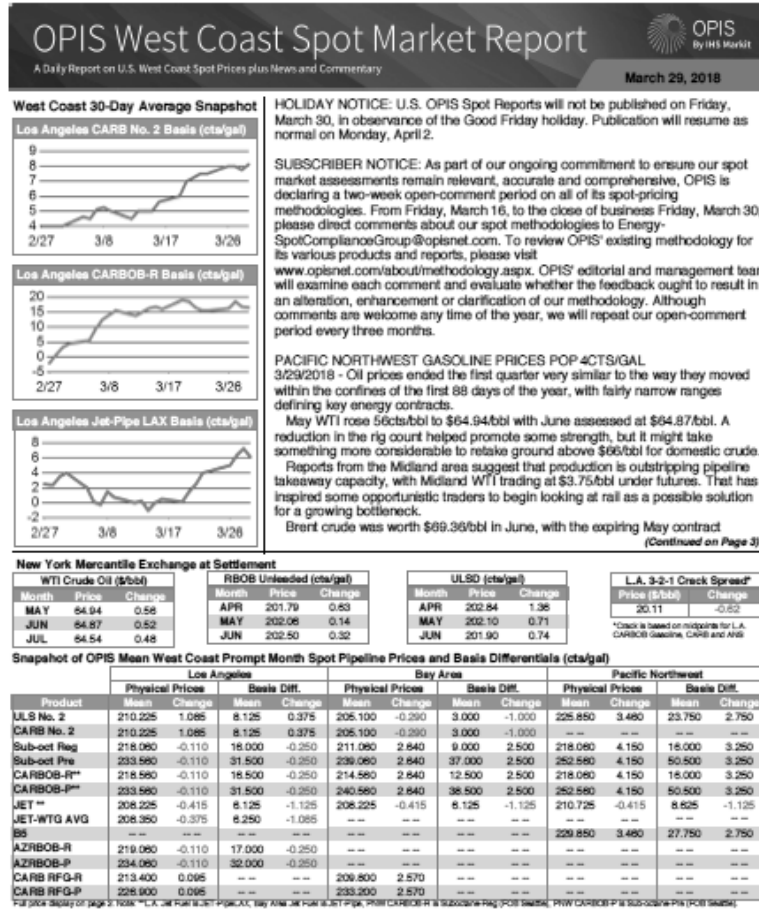 OPIS West Coast Spot Market Report
OPIS
By IHS Markit
A Daily Report on U.S. West Coast Spot Prices plus News and Commentary
March 29, 2018
West Coast 30-Day Average Snapshot
Los Angeles CARB No. 2 Basis (cts/gal)
9
8
7
6
5
4
2/27 3/8 3/17 3/26
Los Angeles CARBOB-R Basis (cts/gal)
20
15
10
5
0
-5
2/27 3/8 3/17 3/26
Los Angeles Jet-Pipe LAX Basis (cts/gal)
8
6
4
2
0
-2
2/27 3/8 3/17 3/26
HOLIDAY NOTICE: U.S. OPIS Spot Reports will not be published on Friday,
March 30, in observance of the Good Friday holiday. Publication will resume as
normal on Monday, April 2.
SUBSCRIBER NOTICE: As part of our ongoing commitment to ensure our spot
market assessments remain relevant, accurate and comprehensive, OPIS is
declaring a two-week open-comment period on all of its spot-pricing
methodologies. From Friday, March 16, to the close of business Friday, March 30,
please direct comments about our spot methodologies to Energy-
SpotComplianceGroup@opisnet.com. To review OPIS' existing methodology for
its various products and reports, please visit
www.opisnet.com/about/methodology.aspx. OPIS' editorial and management team
will examine each comment and evaluate whether the feedback ought to result in
an alteration, enhancement or clarification of our methodology. Although
comments are welcome any time of the year, we will repeat our open-comment
period every three months.
PACIFIC NORTHWEST GASOLINE PRICES POP 4CTS/GAL
3/29/2018 - Oil prices ended the first quarter very similar to the way they moved
within the confines of the first 88 days of the year, with fairly narrow ranges
defining key energy contracts.
May WTI rose 56cts/bbl to $64.94/bbl with June assessed at $64.87/bbl. A
reduction in the rig count helped promote some strength, but it might take
something more considerable to retake ground above $66/bbl for domestic crude.
Reports from the Midland area suggest that production is outstripping pipeline
takeaway capacity, with Midland WTI trading at $3.75/bbl under futures. That has
inspired some opportunistic traders to begin looking at rail as a possible solution
for a growing bottleneck.
Brent crude was worth $69.36/bbl in June, with the expiring May contract
(Continued on Page 3)
New York Mercantile Exchange at Settlement
WTI Crude Oil ($/bbl)
Month Price Change
MAY 64.94 0.56
JUN 64.87 0.52
JUL 64.54 0.48
RBOB Unleaded (cts/gal)
Month Price Change
APR 201.79 0.63
MAY 202.06 0.14
JUN 202.50 0.32
ULSD (cts/gal)
Month Price Change
APR 202.84 1.36
MAY 202.10 0.71
JUN 201.90 0.74
L.A. 3-2-1 Crack Spread*
Price ($/bbl) Change
20.11 -0.62
*Crack is based on midpoints for L.A.
CARBOB Gasoline, CARB and ANS
Snapshot of OPIS Mean West Coast Prompt Month Spot Pipeline Prices and Basis Differentials (cts/gal)
Los Angeles Bay Area Pacific Northwest
Physical Prices Basis Diff. Physical Prices Basis Diff. Physical Prices Basis Diff.
Product Mean Change Mean Change Mean Change Mean Change Mean Change Mean Change
ULS No. 2 210.225 1.085 8.125 0.375 205.100 -0.290 3.000 -1.000 225.850 3.460 23.750 2.750
CARB No. 2 210.225 1.085 8.125 0.375 205.100 -0.290 3.000 -1.000 -- -- -- -- -- -- -- --
Sub-oct Reg 218.060 -0.110 16.000 -0.250 211.060 2.640 9.000 2.500 218.060 4.150 16.000 3.250
Sub-oct Pre 233.560 -0.110 31.500 -0.250 239.060 2.640 37.000 2.500 252.560 4.150 50.500 3.250
CARBOB-R** 218.560 -0.110 16.500 -0.250 214.560 2.640 12.500 2.500 218.060 4.150 16.000 3.250
CARBOB-P** 233.560 -0.110 31.500 -0.250 240.560 2.640 38.500 2.500 252.560 4.150 50.500 3.250
JET ** 208.225 -0.415 6.125 -1.125 208.225 -0.415 6.125 -1.125 210.725 -0.415 8.625 -1.125
JET-WTG AVG 208.350 -0.375 6.250 -1.085 -- -- -- -- -- -- -- -- -- -- -- -- -- -- -- --
B5 -- -- -- -- -- -- -- -- -- -- -- -- -- -- -- -- 229.850 3.460 27.750 2.750
AZRBOB-R 219.060 -0.110 17.000 -0.250 -- -- -- -- -- -- -- -- -- -- -- -- -- -- -- --
AZRBOB-P 234.060 -0.110 32.000 -0.250 -- -- -- -- -- -- -- -- -- -- -- -- -- -- -- --
CARB RFG-R 213.400 0.095 -- -- -- -- 209.800 2.570 -- -- -- -- -- -- -- -- -- -- -- --
CARB RFG-P 228.900 0.095 -- -- -- -- 233.200 2.570 -- -- -- -- -- -- -- -- -- -- -- --
Full price display on page 2. Note: **L.A. Jet Fuel is JET-Pipe LAX, Bay Area Jet Fuel is JET-Pipe, PNW CARBOB-R is Suboctane-Reg (FOB Seattle), PNW CARBOB-P is Sub-octane-Pre (FOB Seattle).